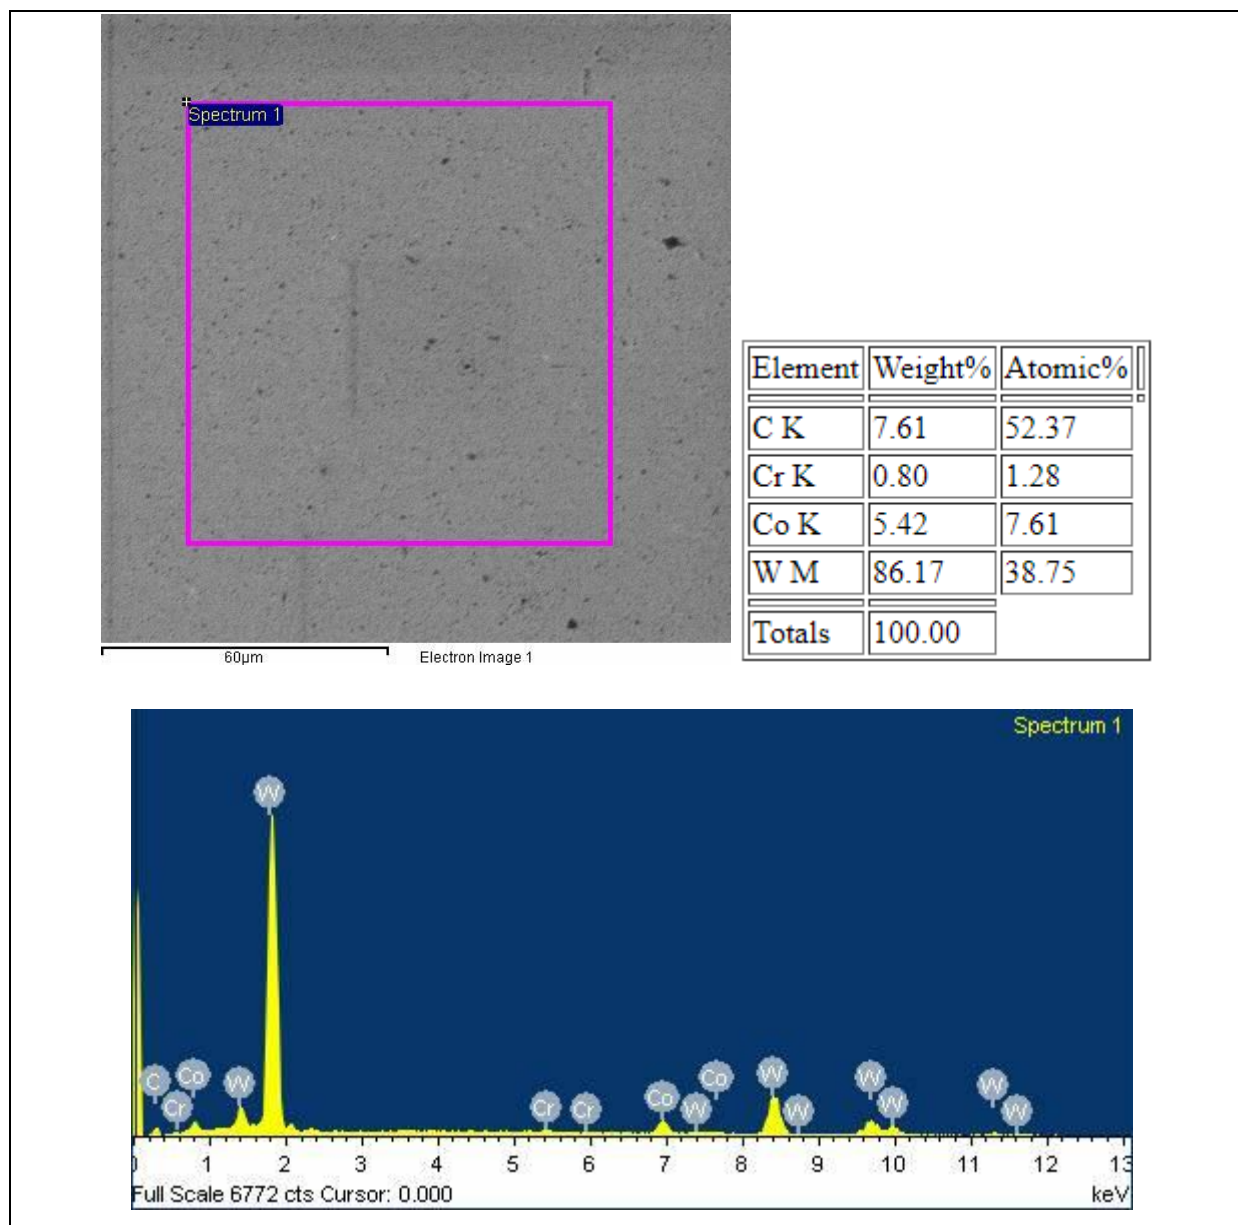 Spectrum 1
60μm
Electron Image 1
Element Weight% Atomic%
C K 7.61 52.37
Cr K 0.80 1.28
Co K 5.42 7.61
W M 86.17 38.75
Totals 100.00
Spectrum 1
W
C Co W
Cr
Cr Cr Co W Co W W W W W W
0 1 2 3 4 5 6 7 8 9 10 11 12 13
Full Scale 6772 cts Cursor: 0.000 keV